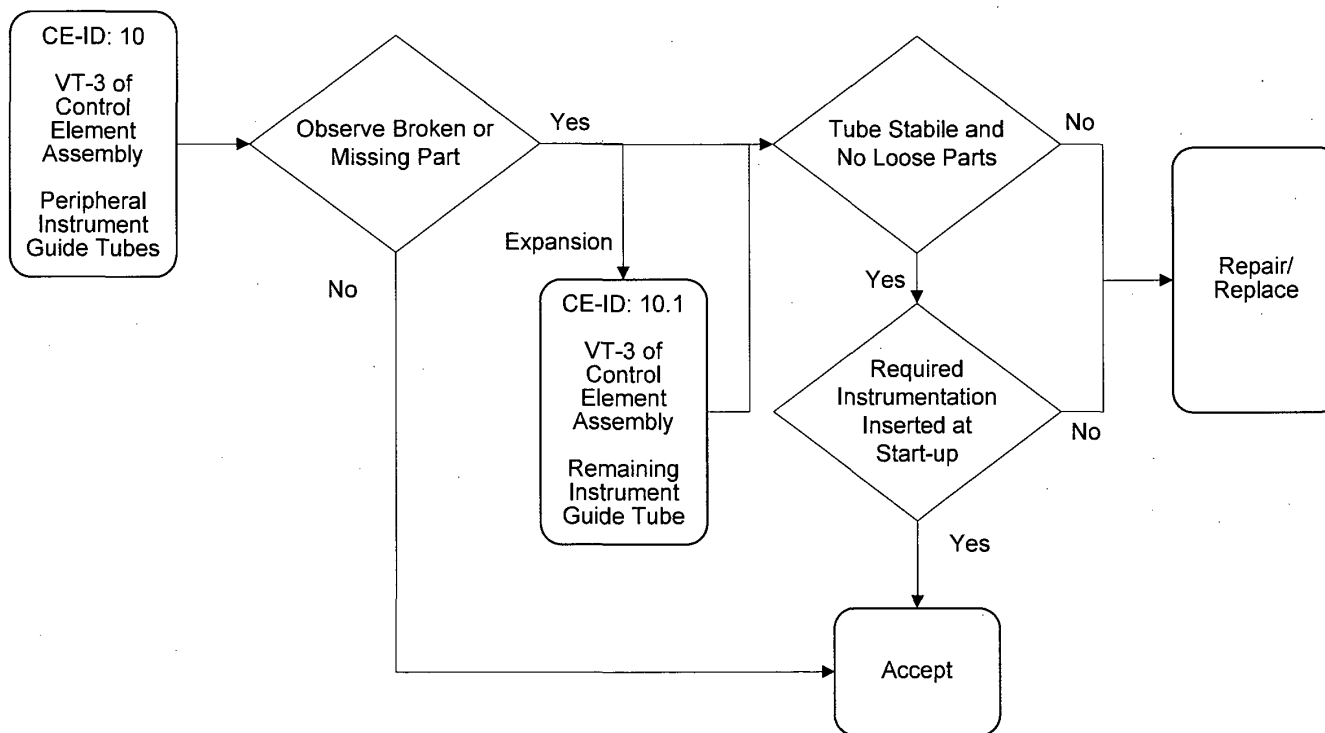 CE-ID: 10
VT-3 of
Control
Element
Assembly
Peripheral
Instrument
Guide Tubes
Observe Broken or
Missing Part
Yes
No
Expansion
CE-ID: 10.1
VT-3 of
Control
Element
Assembly
Remaining
Instrument
Guide Tube
Tube Stabile and
No Loose Parts
No
Yes
Required
Instrumentation
Inserted at
Start-up
No
Yes
Repair/
Replace
Accept